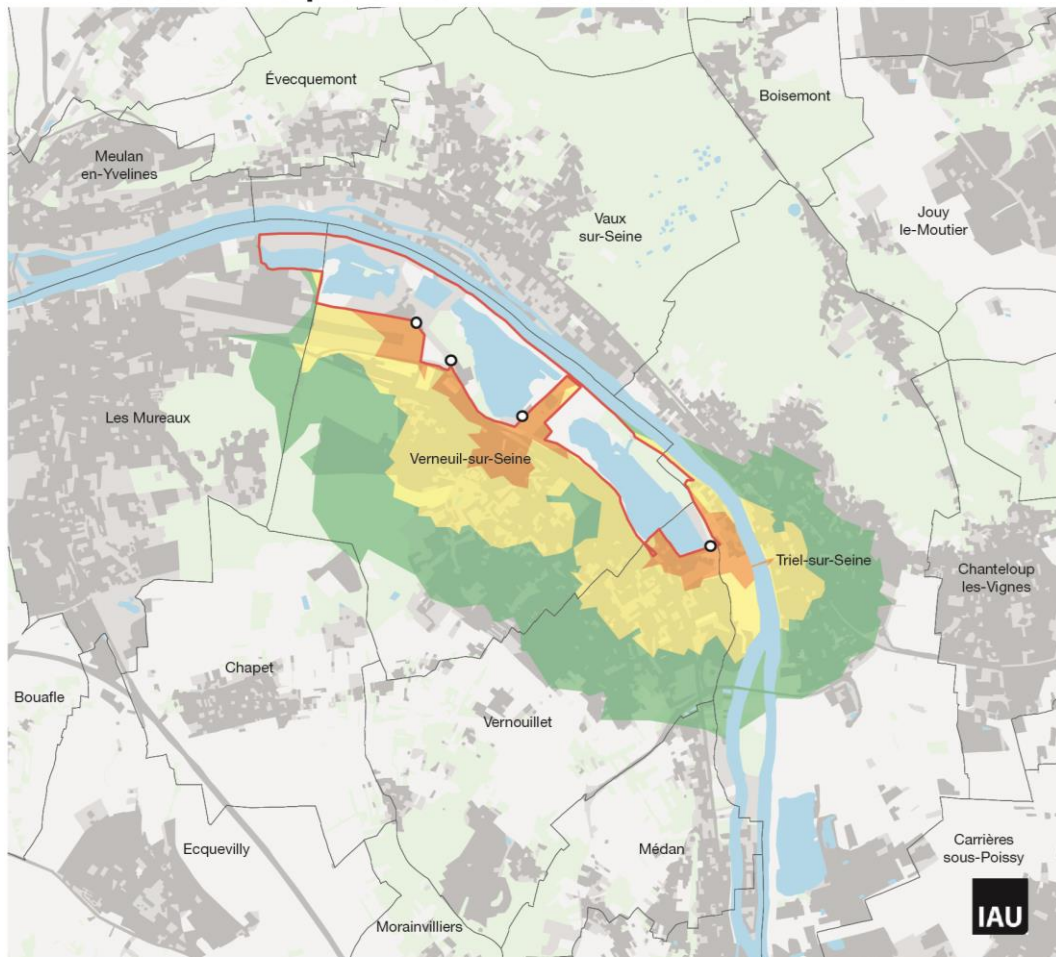 Évecquemont
Boisemont
Meulan
en-Yvelines
Vaux
sur-Seine
Jouy
le-Moutier
Les Mureaux
Verneuil-sur-Seine
Triel-sur-Seine
Chanteloup
les-Vignes
Chapet
Bouafle
Vernouillet
Ecquevilly
Médan
Carrières
sous-Poissy
Morainvilliers
IAU